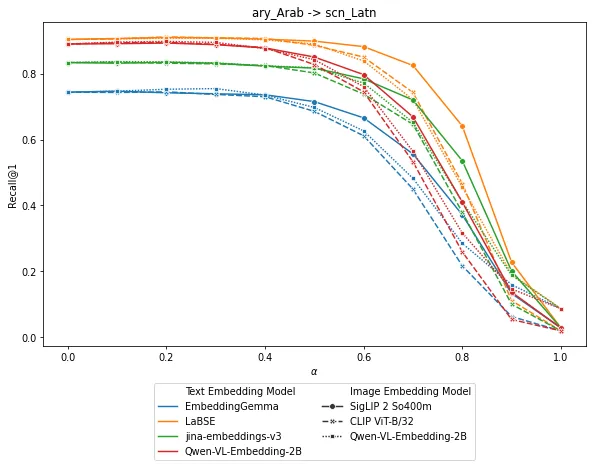 ary_Arab -> scn_Latn
Recall@1
0.8
0.6
0.4
0.2
0.0
0.0 0.2 0.4 0.6 0.8 1.0
α
Text Embedding Model Image Embedding Model
EmbeddingGemma SigLIP 2 So400m
LaBSE CLIP ViT-B/32
jina-embeddings-v3 Qwen-VL-Embedding-2B
Qwen-VL-Embedding-2B